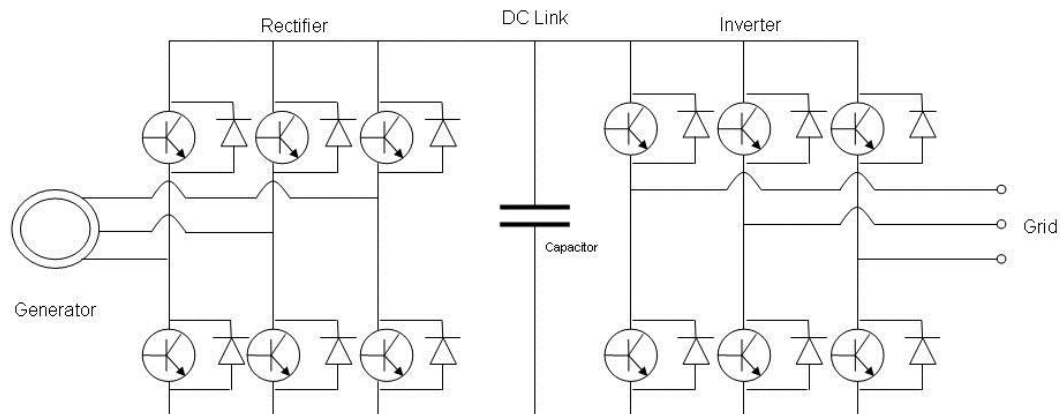 DC Link
Rectifier
Inverter
Capacitor
Grid
Generator